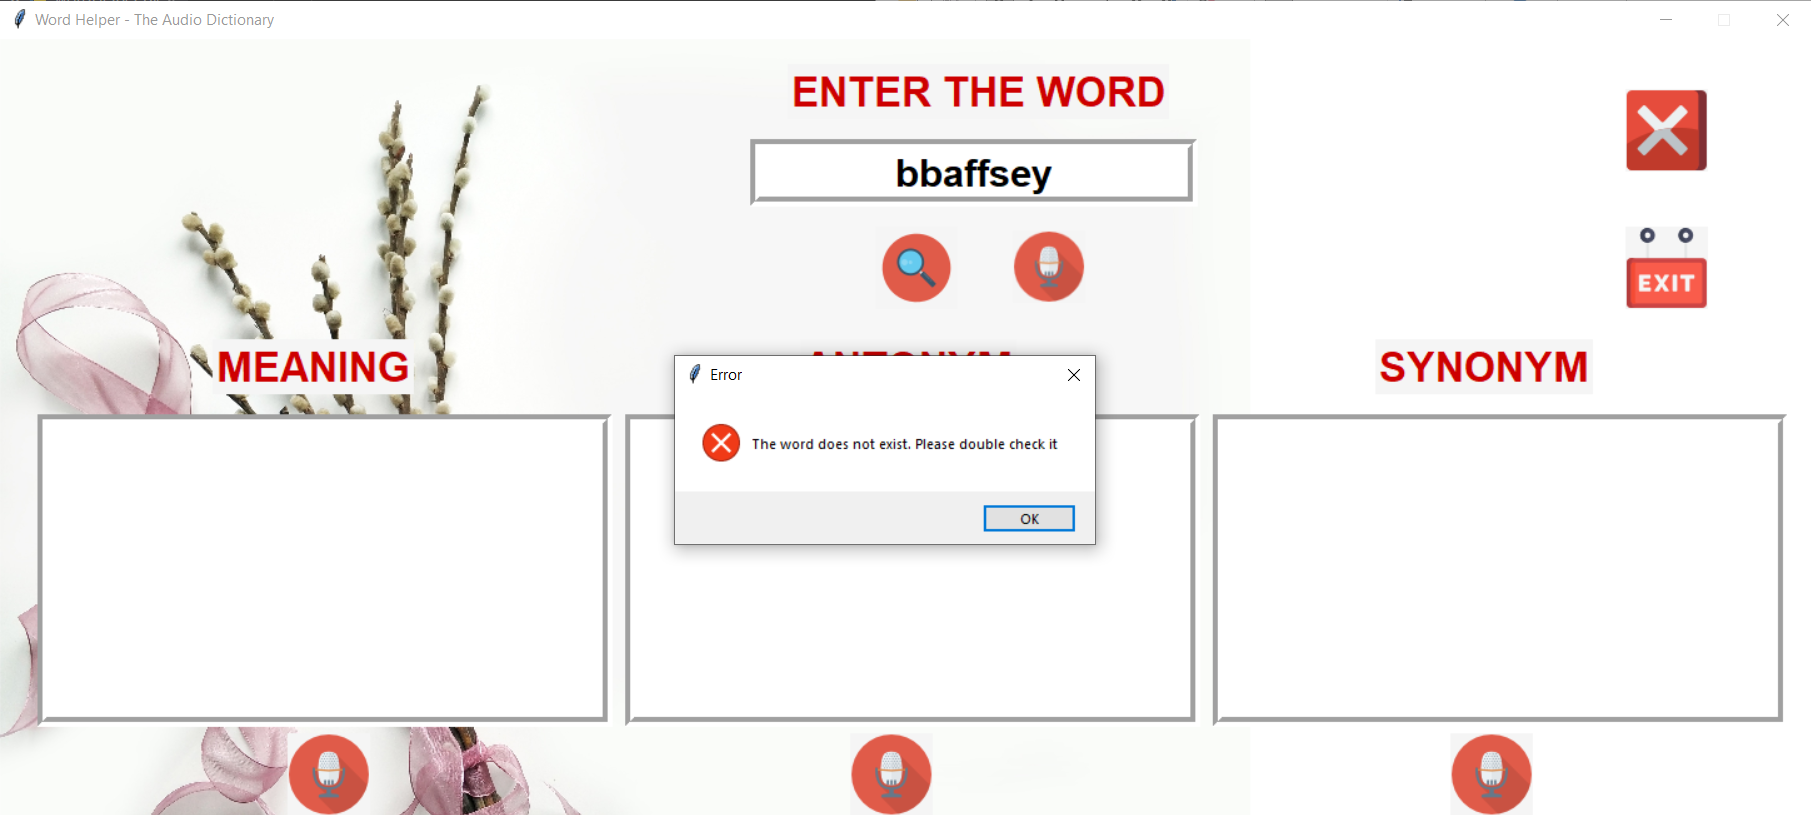 Word Helper - The Audio Dictionary
ENTER THE WORD
bbaffsey
EXIT
MEANING
ANTONYM
SYNONYM
Error
The word does not exist. Please double check it
OK